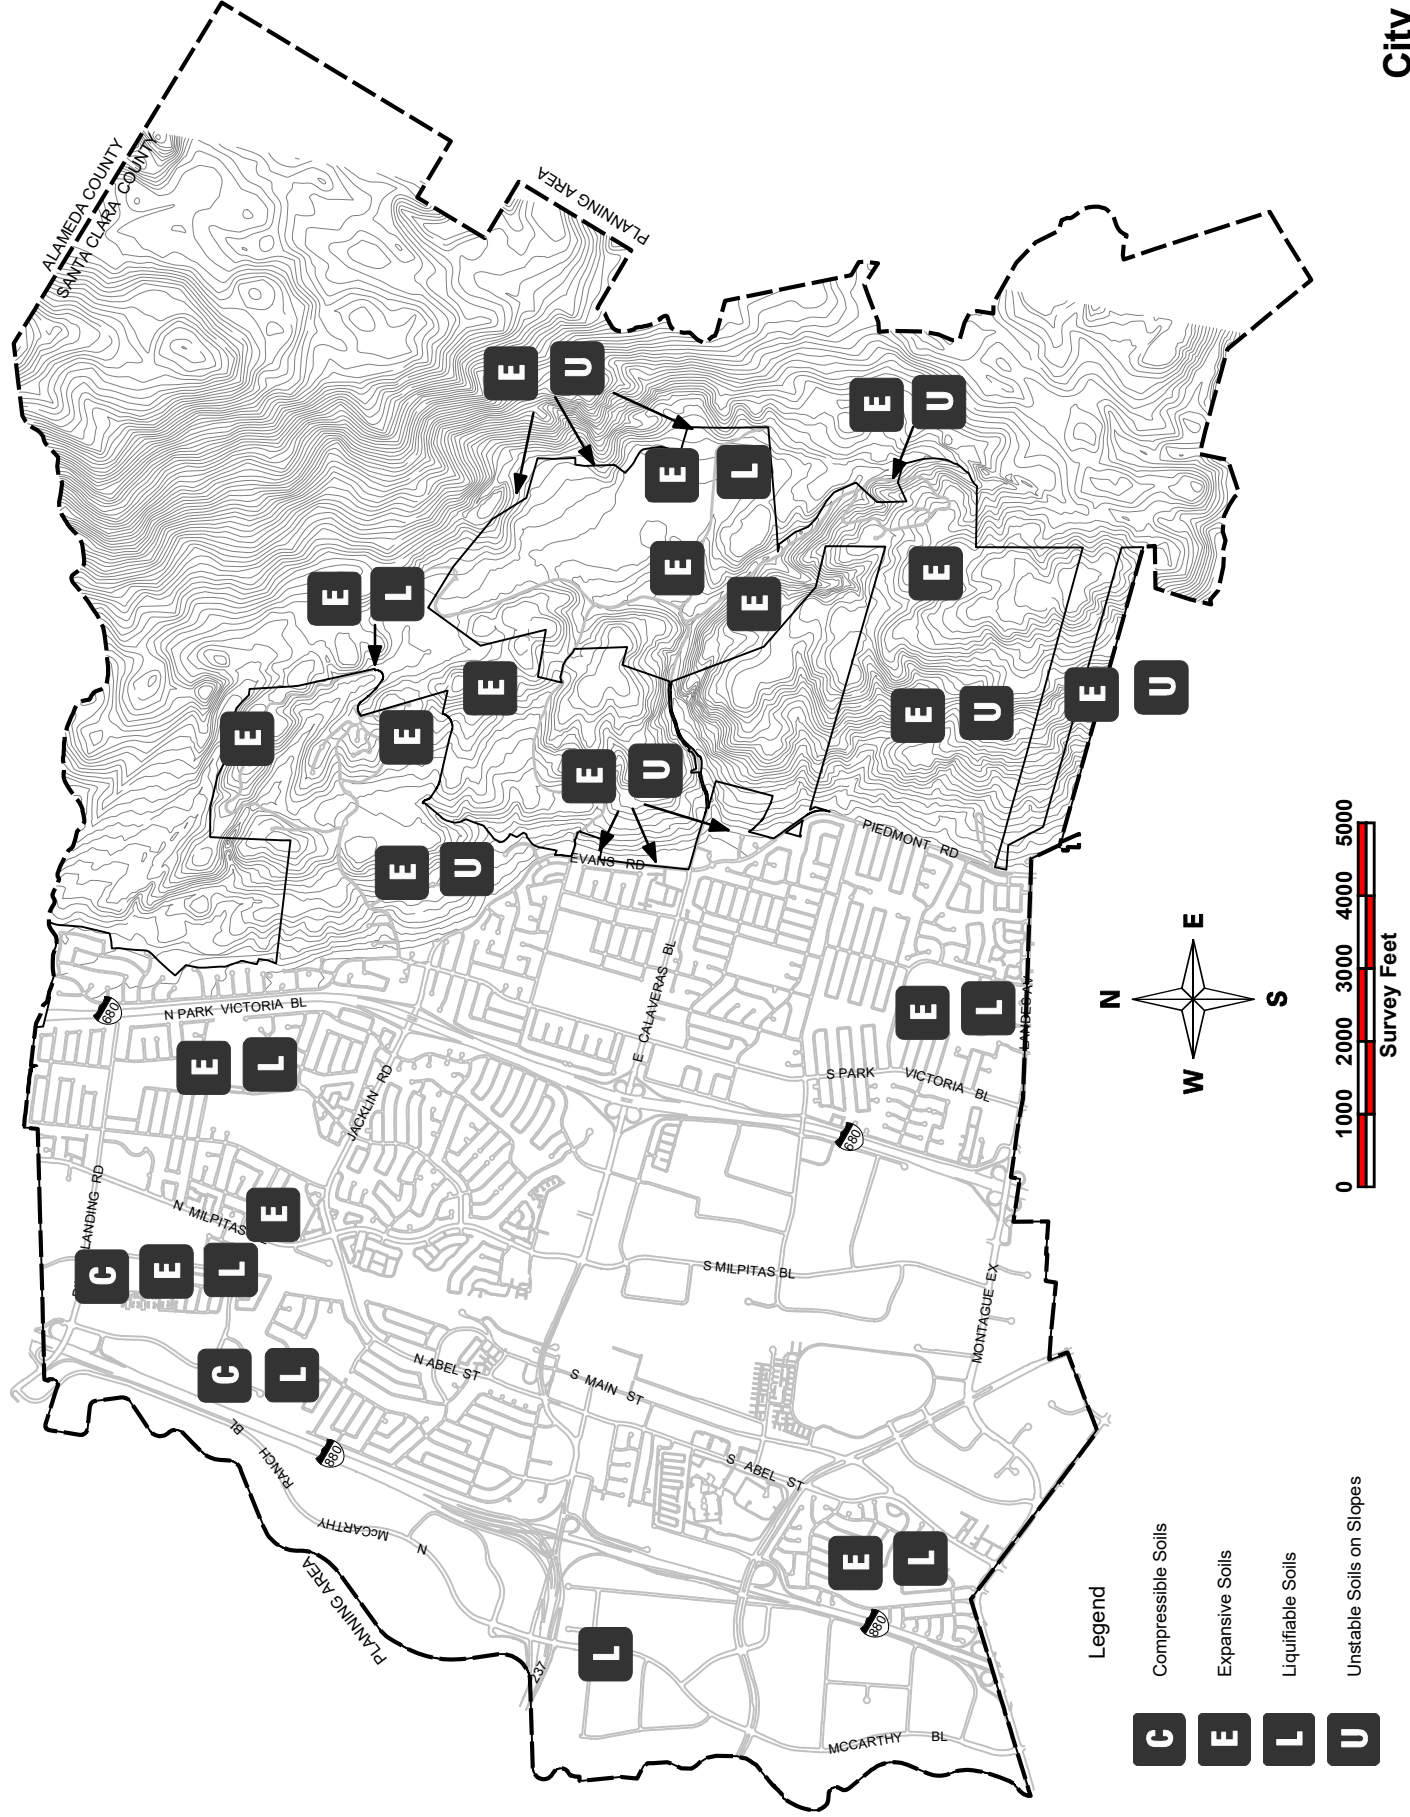 ALAMEDA COUNTY
SANTA CLARA COUNTY
LANDING RD
680
C
E
L
E
L
N MILPITAS
N PARK VICTORIA BL
C
L
E
E
N McCARTHY RANCH BL
880
PLANNING AREA
E
L
JACKLIN RD
E
E
U
N ABEL ST
E
E
U
237
E
U
EVANS RD
PLANNING AREA
L
S MAIN ST
E CALAVERAS BL
E
E
L
E
S MILPITAS BL
S ABEL ST
E
L
680
880
S PARK VICTORIA BL
PIEDMONT RD
E
U
MCCARTHY BL
E
L
E
U
E
MONTAGUE EX
LANDESS AV
E
U
Legend
C
Compressible Soils
E
Expansive Soils
L
Liquifiable Soils
U
Unstable Soils on Slopes
N
W
E
S
0 1000 2000 3000 4000 5000
Survey Feet
City